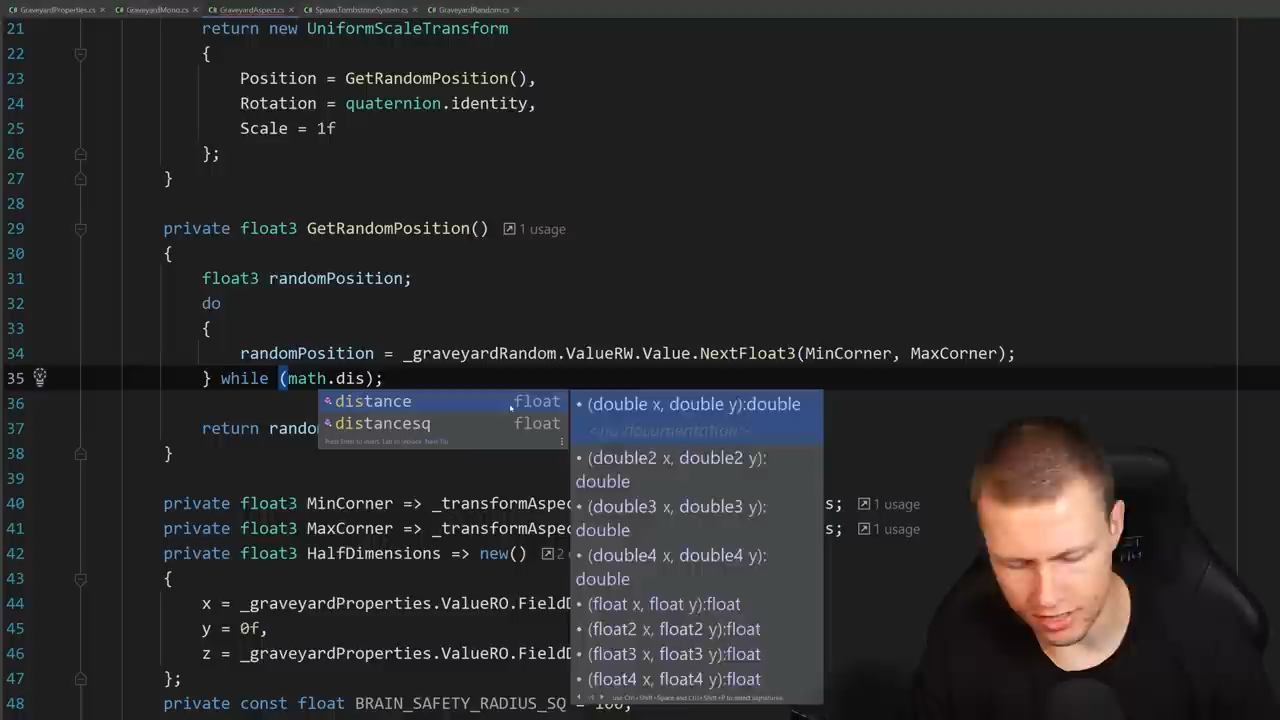 GraveyardProperties.cs × GraveyardMono.cs × GraveyardAspect.cs × SpawnTombstoneSystem.cs × GraveyardRandom.cs ×
21 return new UniformScaleTransform
22 {
23 Position = GetRandomPosition(),
24 Rotation = quaternion.identity,
25 Scale = 1f
26 };
27 }
28
29 private float3 GetRandomPosition() 1 usage
30 {
31 float3 randomPosition;
32 do
33 {
34 randomPosition = _graveyardRandom.ValueRW.Value.NextFloat3(MinCorner, MaxCorner);
35 } while (math.dis);
distance float
distancesq float
• (double x, double y):double
<no documentation>
• (double2 x, double2 y):
double
• (double3 x, double3 y):
double
• (double4 x, double4 y):
double
• (float x, float y):float
• (float2 x, float2 y):float
• (float3 x, float3 y):float
• (float4 x, float4 y):float
36
37 return rando
38 }
39
40 private float3 MinCorner => _transformAspec s; 1 usage
41 private float3 MaxCorner => _transformAspec s; 1 usage
42 private float3 HalfDimensions => new() 2
43 {
44 x = _graveyardProperties.ValueRO.FieldD
45 y = 0f,
46 z = _graveyardProperties.ValueRO.FieldD
47 };
48 private const float BRAIN_SAFETY_RADIUS_SQ = 100;